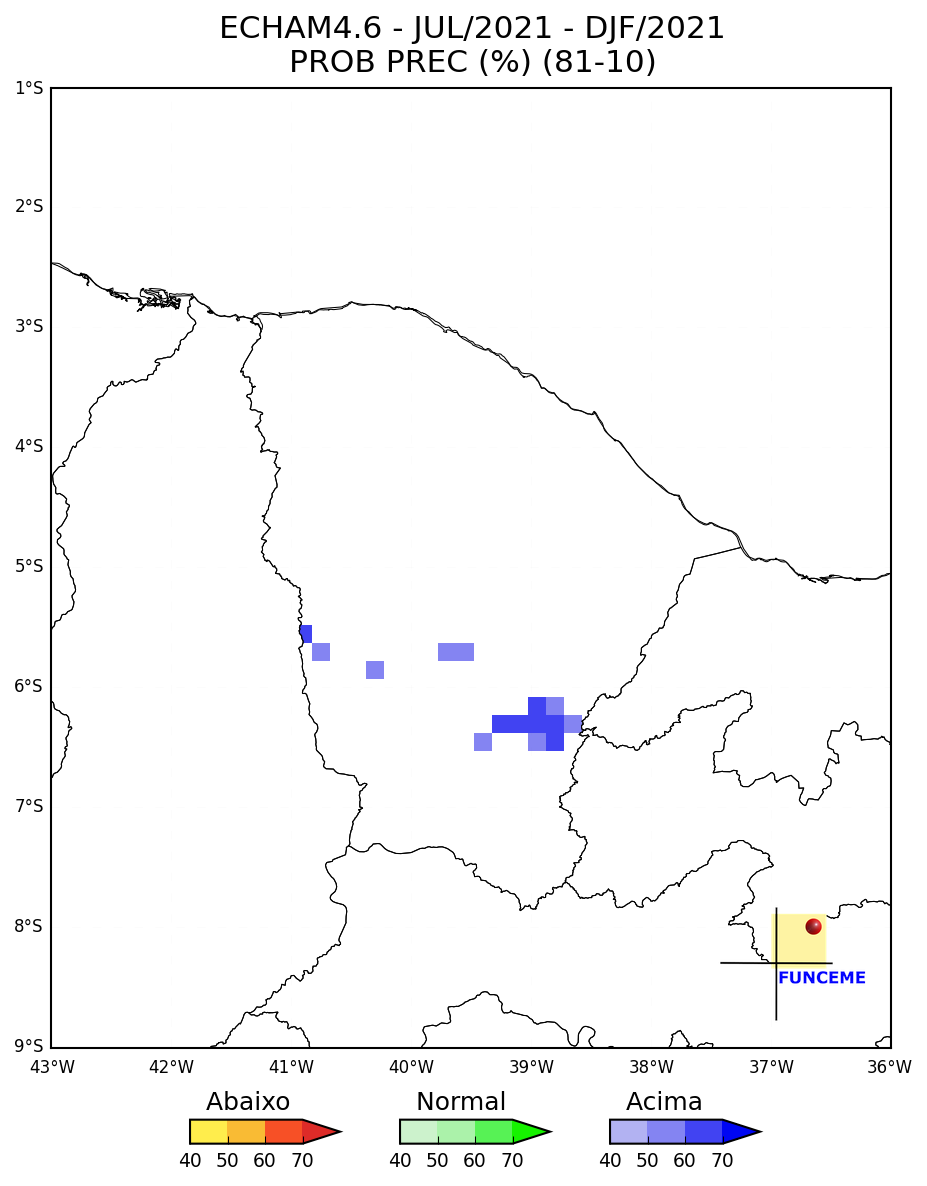 ECHAM4.6 - JUL/2021 - DJF/2021
PROB PREC (%) (81-10)
1°S
2°S
3°S
4°S
5°S
6°S
7°S
8°S
9°S
FUNCEME
43°W 42°W 41°W 40°W 39°W 38°W 37°W 36°W
Abaixo Normal Acima
40 50 60 70 40 50 60 70 40 50 60 70